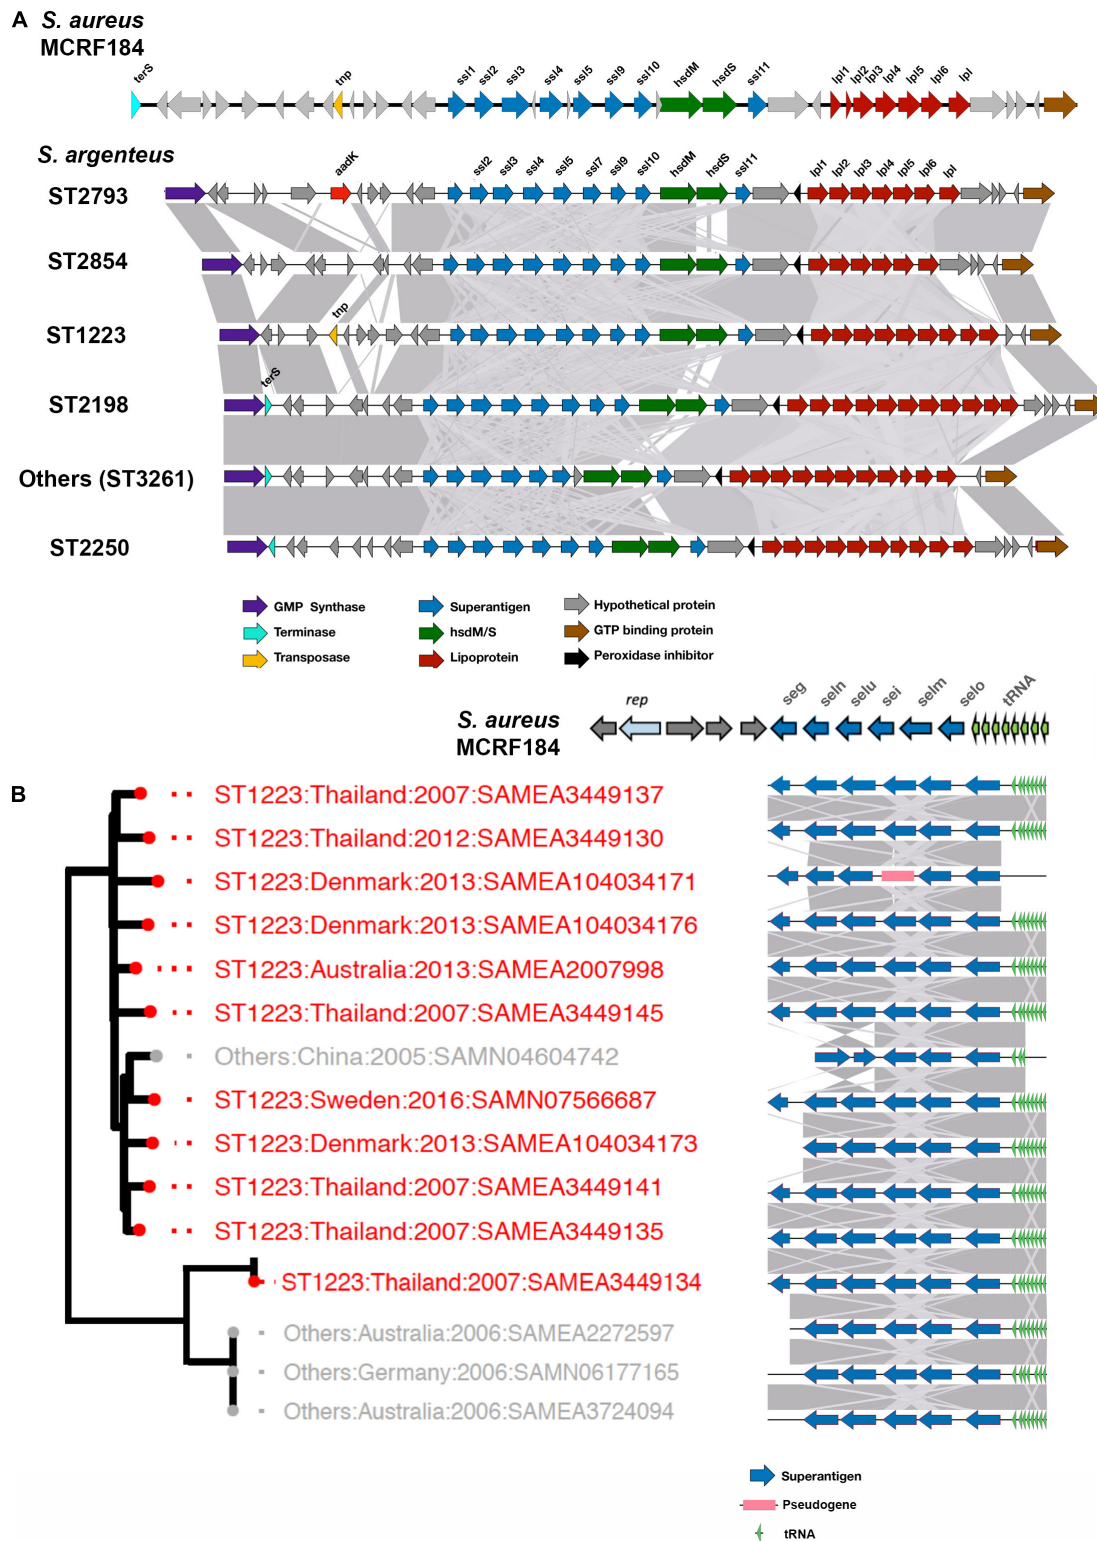 A S. aureus
MCRF184
terS tnp ssl1 ssl2 ssl3 ssl4 ssl5 ssl9 ssl10 hsdM hsdS ssl11 lpl1 lpl2 lpl3 lpl4 lpl5 lpl6 lpl
S. argenteus
aadK ssl2 ssl3 ssl4 ssl5 ssl7 ssl9 ssl10 hsdM hsdS ssl11 lpl1 lpl2 lpl3 lpl4 lpl5 lpl6 lpl
ST2793
ST2854
tnp
ST1223
terS
ST2198
Others (ST3261)
ST2250
GMP Synthase Superantigen Hypothetical protein
Terminase hsdM/S GTP binding protein
Transposase Lipoprotein Peroxidase inhibitor
rep seg seln selu sei selm selo tRNA
S. aureus
MCRF184
B
ST1223:Thailand:2007:SAMEA3449137
ST1223:Thailand:2012:SAMEA3449130
ST1223:Denmark:2013:SAMEA104034171
ST1223:Denmark:2013:SAMEA104034176
ST1223:Australia:2013:SAMEA2007998
ST1223:Thailand:2007:SAMEA3449145
Others:China:2005:SAMN04604742
ST1223:Sweden:2016:SAMN07566687
ST1223:Denmark:2013:SAMEA104034173
ST1223:Thailand:2007:SAMEA3449141
ST1223:Thailand:2007:SAMEA3449135
ST1223:Thailand:2007:SAMEA3449134
Others:Australia:2006:SAMEA2272597
Others:Germany:2006:SAMN06177165
Others:Australia:2006:SAMEA3724094
Superantigen
Pseudogene
tRNA